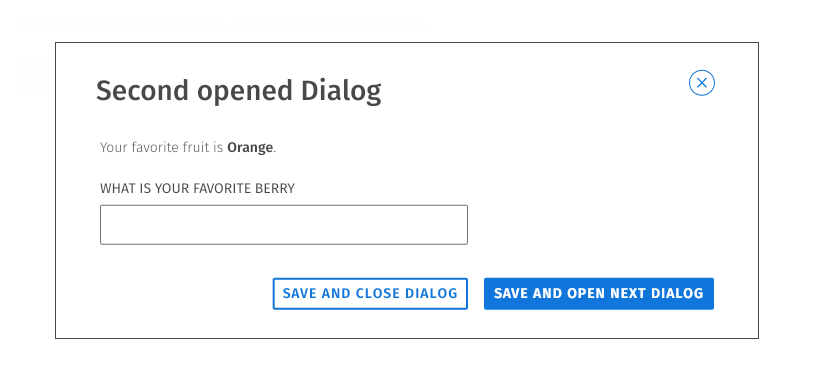 Second opened Dialog
Your favorite fruit is Orange.
WHAT IS YOUR FAVORITE BERRY
SAVE AND CLOSE DIALOG
SAVE AND OPEN NEXT DIALOG